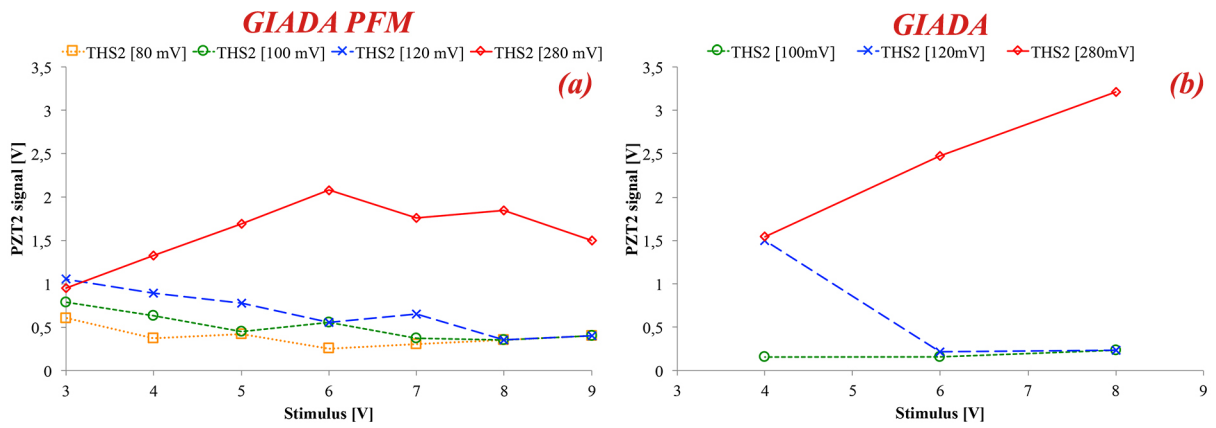 GIADA PFM
THS2 [80 mV] THS2 [100 mV] THS2 [120 mV] THS2 [280 mV]
(a)
3,5
3
2,5
2
1,5
1
0,5
0
PZT2 signal [V]
3 4 5 6 7 8 9
Stimulus [V]
GIADA
THS2 [100mV] THS2 [120mV] THS2 [280mV]
(b)
3,5
3
2,5
2
1,5
1
0,5
0
PZT2 signal [V]
3 4 5 6 7 8 9
Stimulus [V]